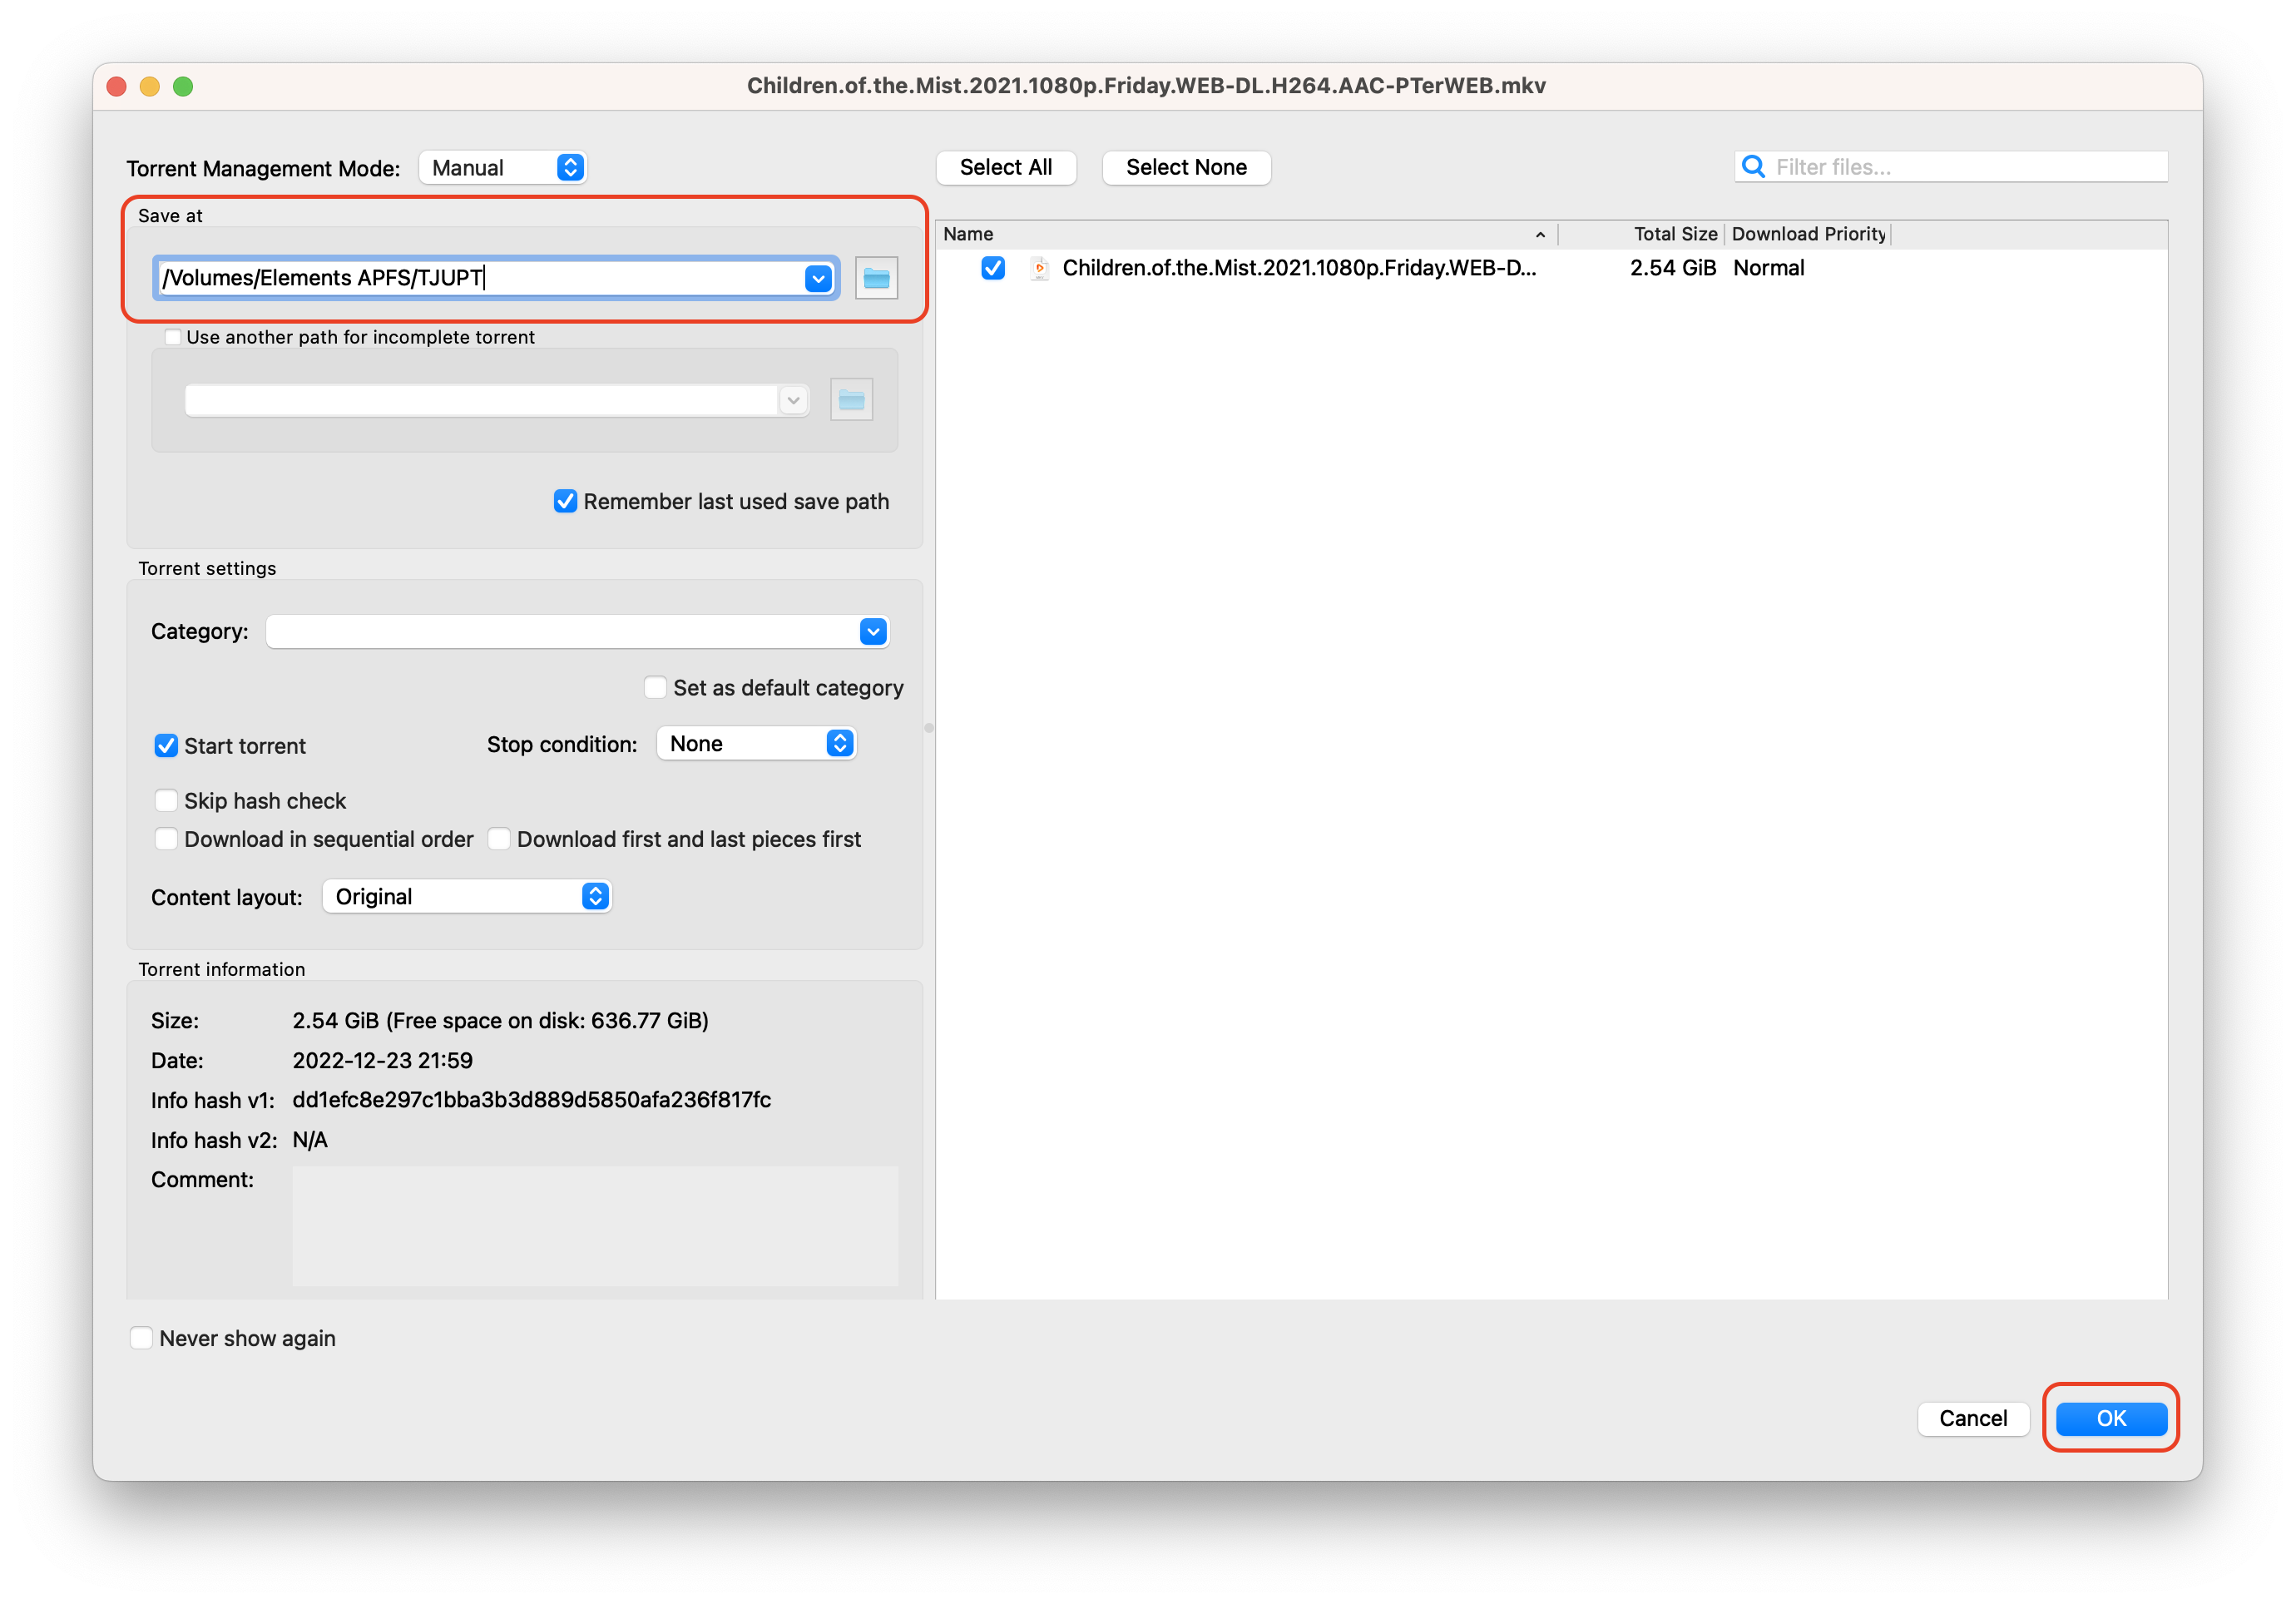 Children.of.the.Mist.2021.1080p.Friday.WEB-DL.H264.AAC-PTerWEB.mkv
Torrent Management Mode: Manual
Select All Select None Filter files...
Save at
/Volumes/Elements APFS/TJUPT
Use another path for incomplete torrent
Remember last used save path
Torrent settings
Category:
Set as default category
Start torrent Stop condition: None
Skip hash check
Download in sequential order Download first and last pieces first
Content layout: Original
Torrent information
Size: 2.54 GiB (Free space on disk: 636.77 GiB)
Date: 2022-12-23 21:59
Info hash v1: dd1efc8e297c1bba3b3d889d5850afa236f817fc
Info hash v2: N/A
Comment:
Name Total Size Download Priority
Children.of.the.Mist.2021.1080p.Friday.WEB-D... 2.54 GiB Normal
Never show again
Cancel OK